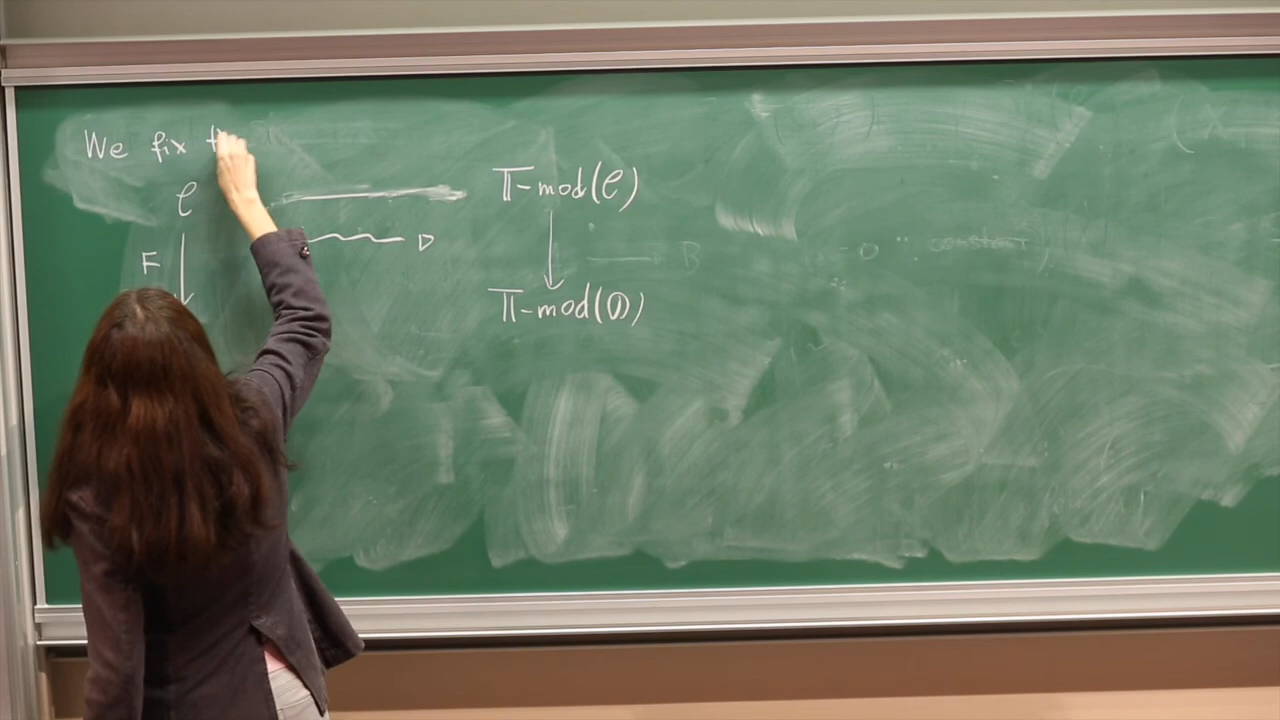 We fix
𝒞 𝕋-mod(𝒞)
F
𝕋-mod(𝒟)